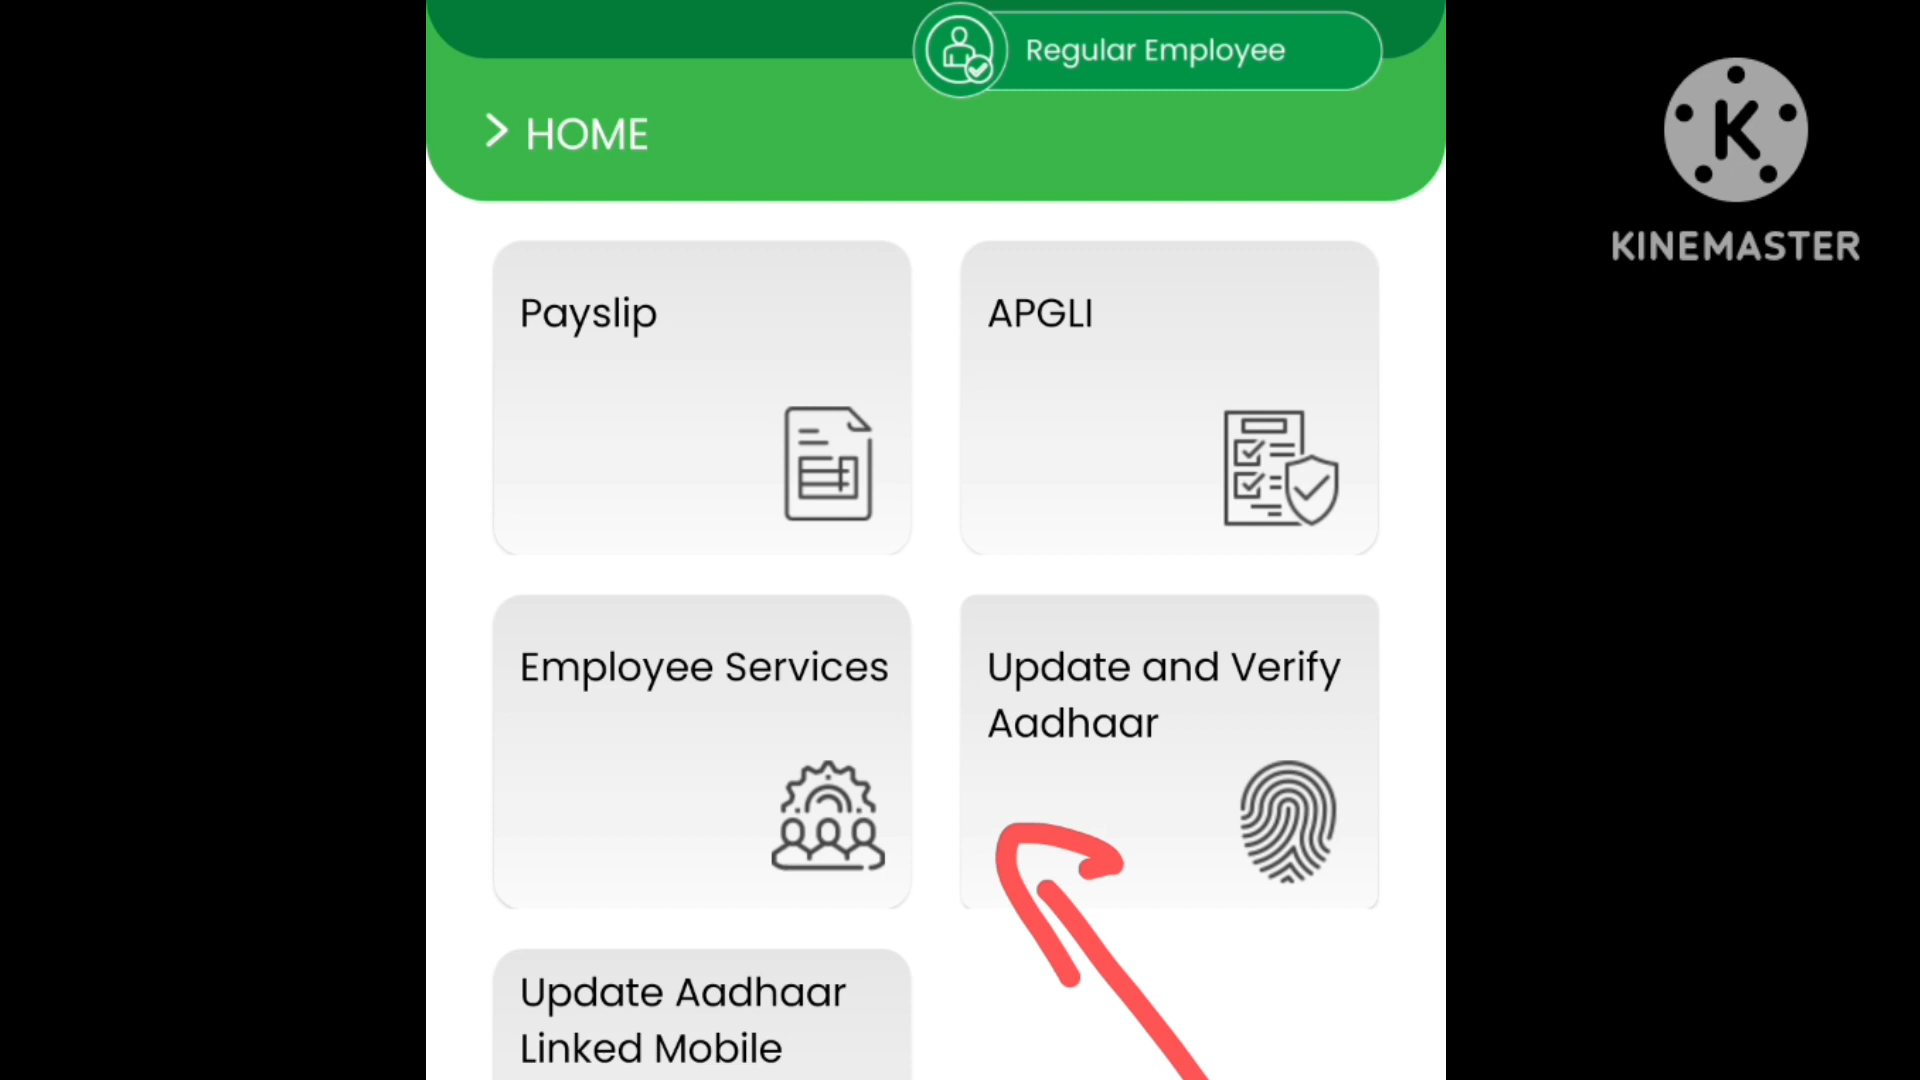 Regular Employee
HOME
Payslip
APGLI
Employee Services
Update and Verify
Aadhaar
Update Aadhaar
Linked Mobile
K
KINEMASTER